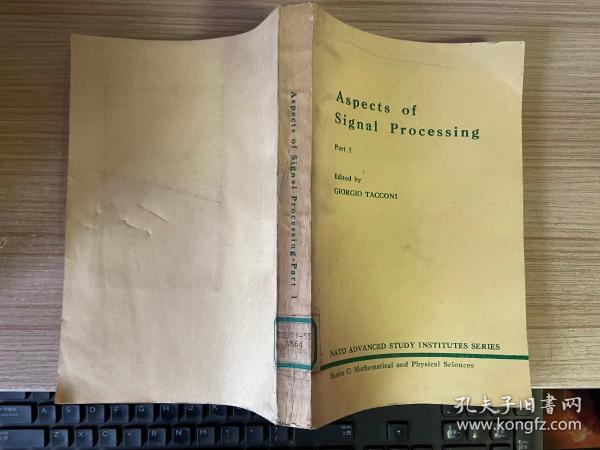 Aspects of Signal Processing-Part 1
Aspects of
Signal Processing
Part 1
Edited by
GIORGIO TACCONI
NATO ADVANCED STUDY INSTITUTES SERIES
Series C: Mathematical and Physical Sciences
孔夫子旧书网
www.kongfz.com